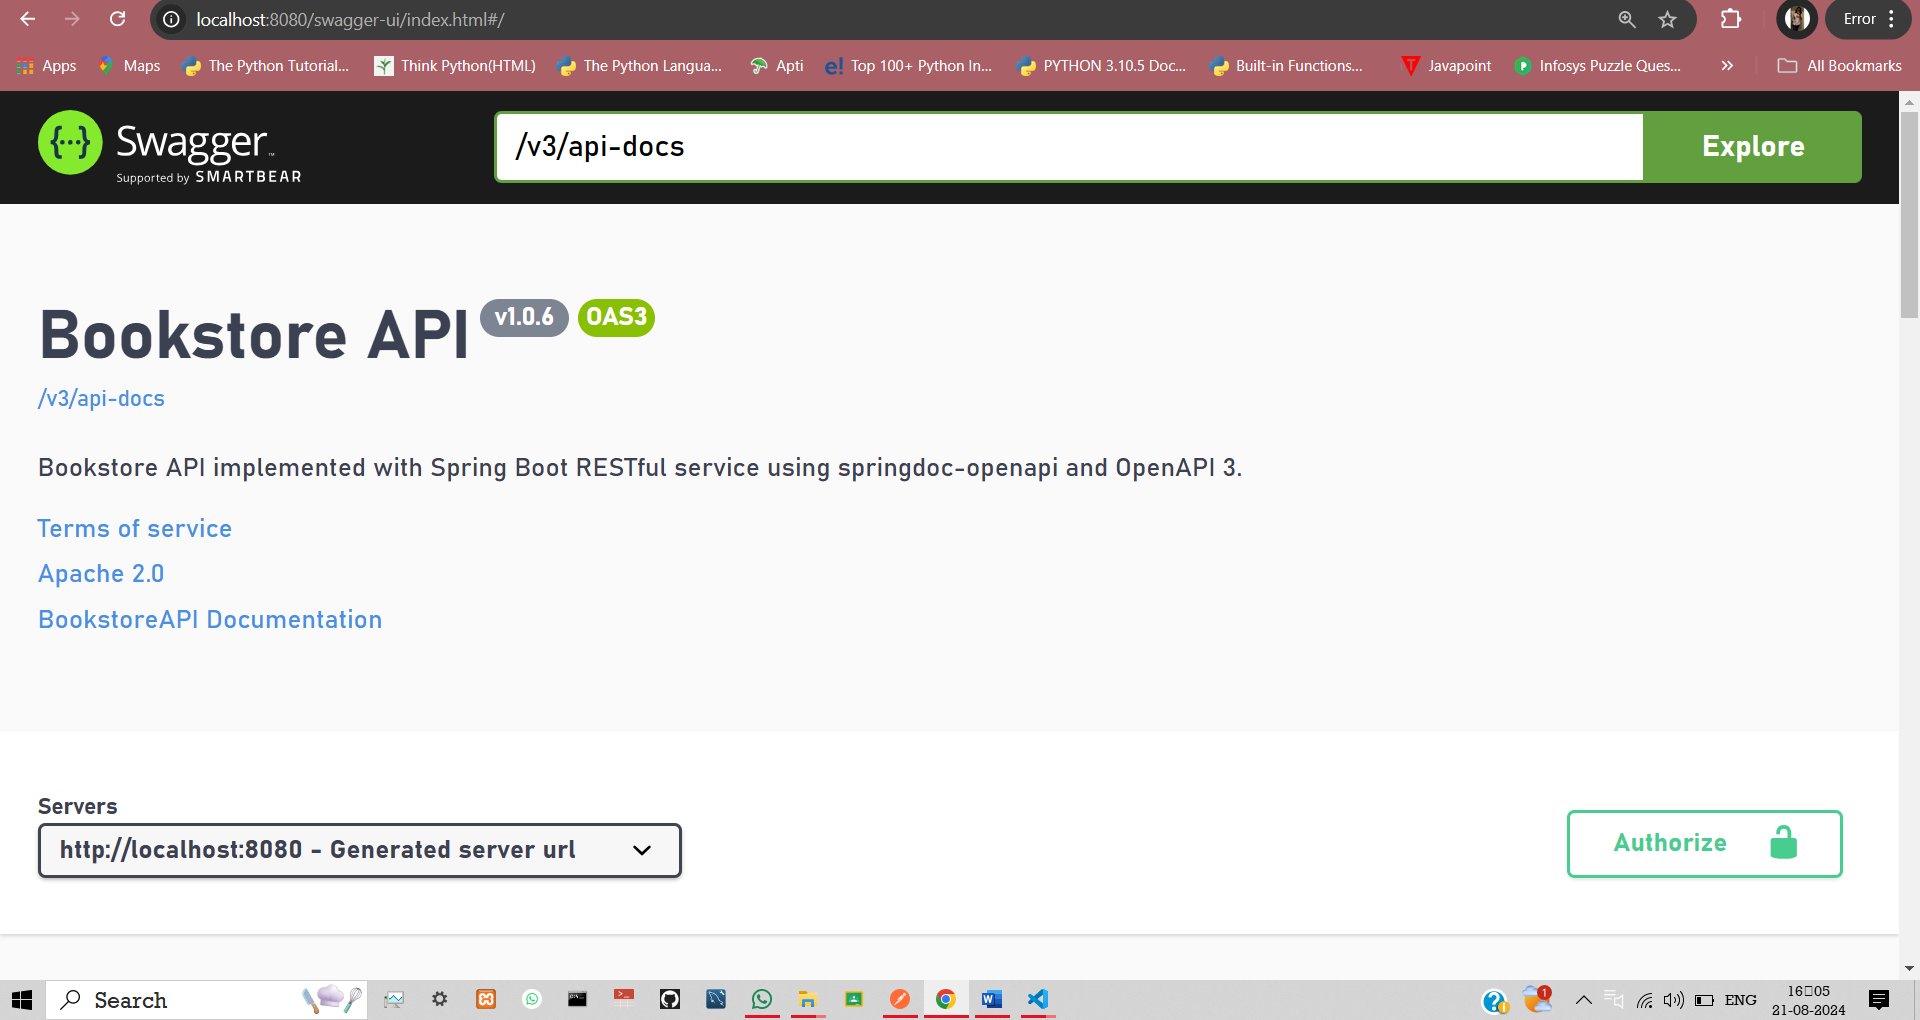 localhost:8080/swagger-ui/index.html#/
Error
Apps
Maps
The Python Tutorial...
Think Python(HTML)
The Python Langua...
Apti
e! Top 100+ Python In...
PYTHON 3.10.5 Doc...
Built-in Functions...
Javapoint
Infosys Puzzle Ques...
»
All Bookmarks
Swagger™
Supported by SMARTBEAR
/v3/api-docs
Explore
Bookstore API v1.0.6 OAS3
/v3/api-docs
Bookstore API implemented with Spring Boot RESTful service using springdoc-openapi and OpenAPI 3.
Terms of service
Apache 2.0
BookstoreAPI Documentation
Servers
http://localhost:8080 - Generated server url
Authorize
Search
1
ENG
16▯05
21-08-2024